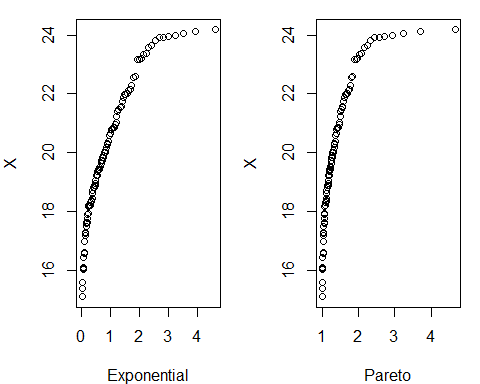 X
24
22
20
18
16
0 1 2 3 4
Exponential
X
24
22
20
18
16
1 2 3 4
Pareto